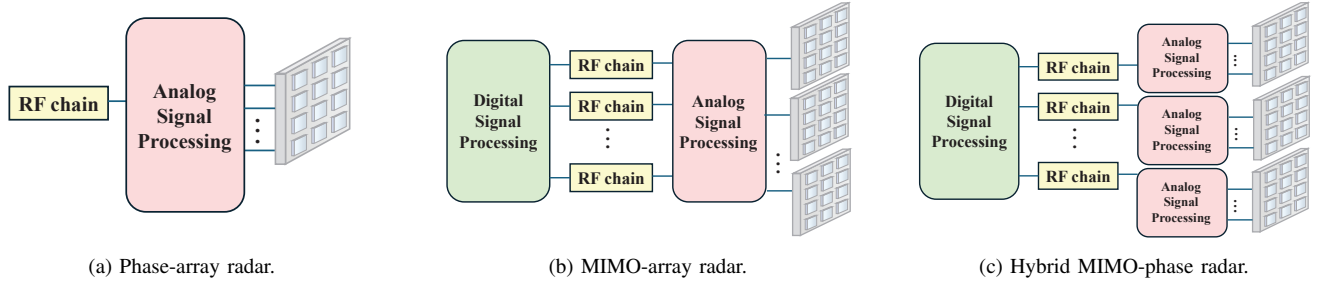 RF chain
Analog
Signal
Processing
(a) Phase-array radar.
Digital
Signal
Processing
RF chain
RF chain
RF chain
Analog
Signal
Processing
(b) MIMO-array radar.
Digital
Signal
Processing
RF chain
RF chain
RF chain
Analog
Signal
Processing
Analog
Signal
Processing
Analog
Signal
Processing
(c) Hybrid MIMO-phase radar.